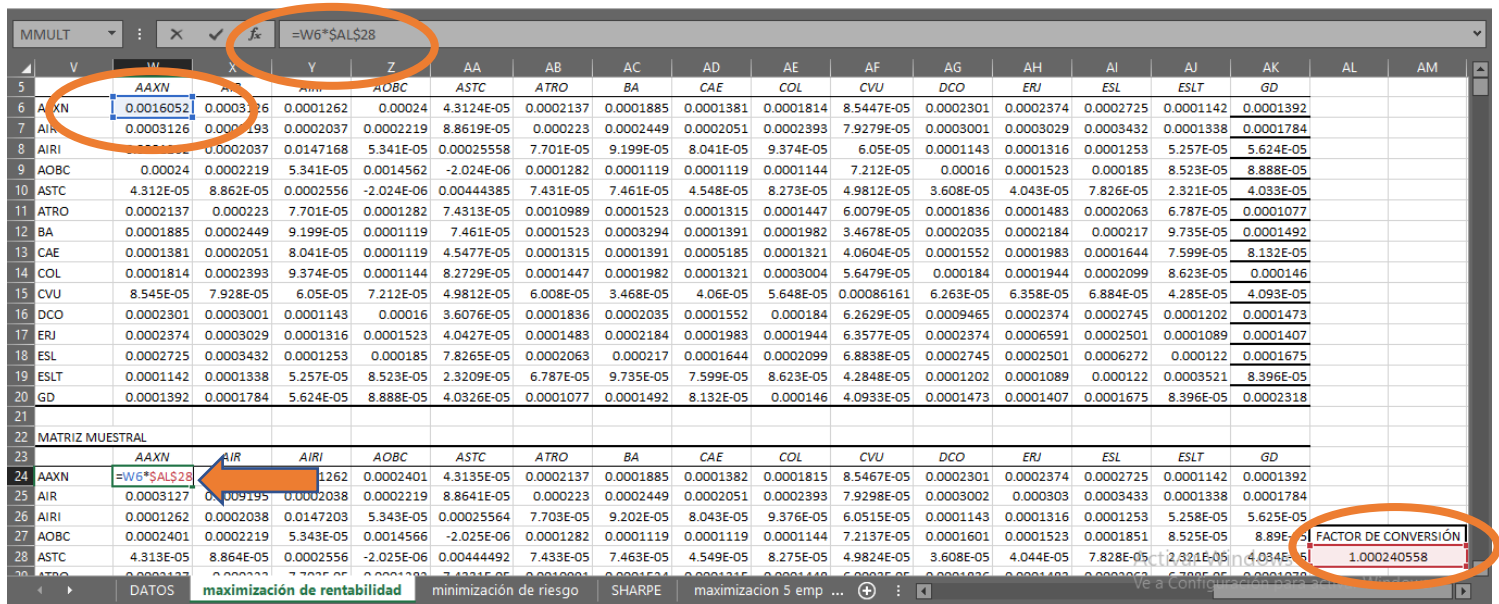 MMULT =W6*$AL$28
V W X Y Z AA AB AC AD AE AF AG AH AI AJ AK AL AM
5 AAXN AIR AIRI AOBC ASTC ATRO BA CAE COL CVU DCO ERJ ESL ESLT GD
6 AAXN 0.0016052 0.0003126 0.0001262 0.00024 4.3124E-05 0.0002137 0.0001885 0.0001381 0.0001814 8.5447E-05 0.0002301 0.0002374 0.0002725 0.0001142 0.0001392
7 AIR 0.0003126 0.0002037 0.0002219 8.8619E-05 0.000223 0.0002449 0.0002051 0.0002393 7.9279E-05 0.0003001 0.0003029 0.0003432 0.0001338 0.0001784
8 AIRI 0.0002037 0.0147168 5.341E-05 0.00025558 7.701E-05 9.199E-05 8.041E-05 9.374E-05 6.05E-05 0.0001143 0.0001316 0.0001253 5.257E-05 5.624E-05
9 AOBC 0.00024 0.0002219 5.341E-05 0.0014562 -2.024E-06 0.0001282 0.0001119 0.0001119 0.0001144 7.212E-05 0.00016 0.0001523 0.000185 8.523E-05 8.888E-05
10 ASTC 4.312E-05 8.862E-05 0.0002556 -2.024E-06 0.00444385 7.431E-05 7.461E-05 4.548E-05 8.273E-05 4.9812E-05 3.608E-05 4.043E-05 7.826E-05 2.321E-05 4.033E-05
11 ATRO 0.0002137 0.000223 7.701E-05 0.0001282 7.4313E-05 0.0010989 0.0001523 0.0001315 0.0001447 6.0079E-05 0.0001836 0.0001483 0.0002063 6.787E-05 0.0001077
12 BA 0.0001885 0.0002449 9.199E-05 0.0001119 7.461E-05 0.0001523 0.0003294 0.0001391 0.0001982 3.4678E-05 0.0002035 0.0002184 0.000217 9.735E-05 0.0001492
13 CAE 0.0001381 0.0002051 8.041E-05 0.0001119 4.5477E-05 0.0001315 0.0001391 0.0005185 0.0001321 4.0604E-05 0.0001552 0.0001983 0.0001644 7.599E-05 8.132E-05
14 COL 0.0001814 0.0002393 9.374E-05 0.0001144 8.2729E-05 0.0001447 0.0001982 0.0001321 0.0003004 5.6479E-05 0.000184 0.0001944 0.0002099 8.623E-05 0.000146
15 CVU 8.545E-05 7.928E-05 6.05E-05 7.212E-05 4.9812E-05 6.008E-05 3.468E-05 4.06E-05 5.648E-05 0.00086161 6.263E-05 6.358E-05 6.884E-05 4.285E-05 4.093E-05
16 DCO 0.0002301 0.0003001 0.0001143 0.00016 3.6076E-05 0.0001836 0.0002035 0.0001552 0.000184 6.2629E-05 0.0009465 0.0002374 0.0002745 0.0001202 0.0001473
17 ERJ 0.0002374 0.0003029 0.0001316 0.0001523 4.0427E-05 0.0001483 0.0002184 0.0001983 0.0001944 6.3577E-05 0.0002374 0.0006591 0.0002501 0.0001089 0.0001407
18 ESL 0.0002725 0.0003432 0.0001253 0.000185 7.8265E-05 0.0002063 0.000217 0.0001644 0.0002099 6.8838E-05 0.0002745 0.0002501 0.0006272 0.000122 0.0001675
19 ESLT 0.0001142 0.0001338 5.257E-05 8.523E-05 2.3209E-05 6.787E-05 9.735E-05 7.599E-05 8.623E-05 4.2848E-05 0.0001202 0.0001089 0.000122 0.0003521 8.396E-05
20 GD 0.0001392 0.0001784 5.624E-05 8.888E-05 4.0326E-05 0.0001077 0.0001492 8.132E-05 0.000146 4.0933E-05 0.0001473 0.0001407 0.0001675 8.396E-05 0.0002318
21
22 MATRIZ MUESTRAL
23 AAXN AIR AIRI AOBC ASTC ATRO BA CAE COL CVU DCO ERJ ESL ESLT GD
24 AAXN =W6*$AL$28 0.0002401 4.3135E-05 0.0002137 0.0001885 0.0001382 0.0001815 8.5467E-05 0.0002301 0.0002374 0.0002725 0.0001142 0.0001392
25 AIR 0.0003127 0.0009195 0.0002038 0.0002219 8.8641E-05 0.000223 0.0002449 0.0002051 0.0002393 7.9298E-05 0.0003002 0.000303 0.0003433 0.0001338 0.0001784
26 AIRI 0.0001262 0.0002038 0.0147203 5.343E-05 0.00025564 7.703E-05 9.202E-05 8.043E-05 9.376E-05 6.0515E-05 0.0001143 0.0001316 0.0001253 5.258E-05 5.625E-05
27 AOBC 0.0002401 0.0002219 5.343E-05 0.0014566 -2.025E-06 0.0001282 0.0001119 0.0001119 0.0001144 7.2137E-05 0.0001601 0.0001523 0.0001851 8.525E-05 FACTOR DE CONVERSIÓN
28 ASTC 4.313E-05 8.864E-05 0.0002556 -2.025E-06 0.00444492 7.433E-05 7.463E-05 4.549E-05 8.275E-05 4.9824E-05 3.608E-05 4.044E-05 7.828E-05 2.321E-05 4.034E-05 1.000240558
Activar Windows
Ve a Configuración para activar Windows.
DATOS maximización de rentabilidad minimización de riesgo SHARPE maximizacion 5 emp ...